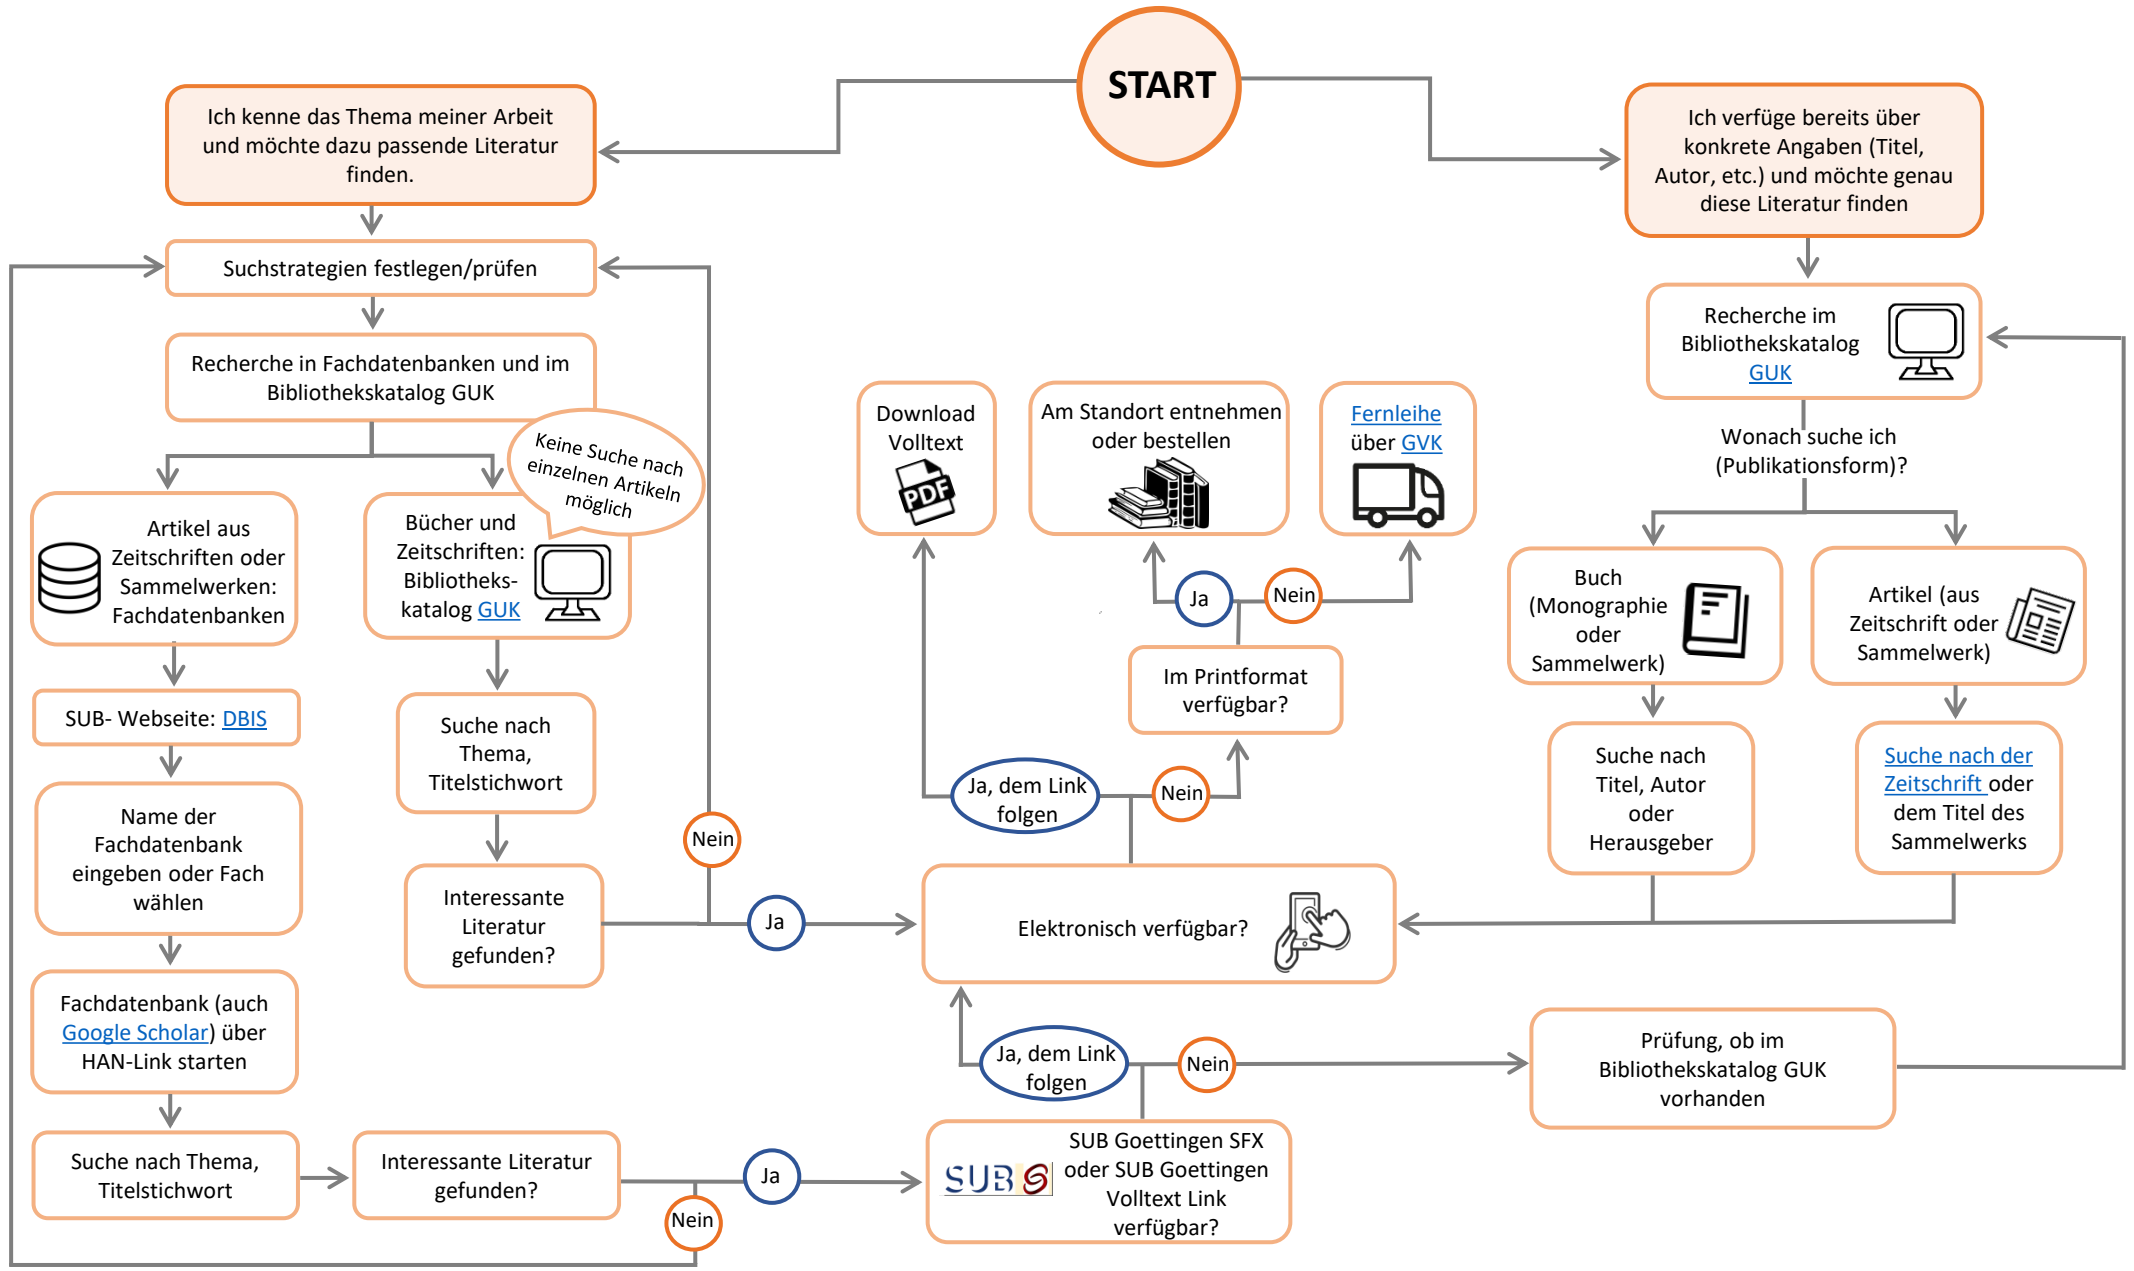 START
Ich kenne das Thema meiner Arbeit
und möchte dazu passende Literatur
finden.
Suchstrategien festlegen/prüfen
Recherche in Fachdatenbanken und im
Bibliothekskatalog GUK
Keine Suche nach
einzelnen Artikeln
möglich
Artikel aus
Zeitschriften oder
Sammelwerken:
Fachdatenbanken
Bücher und
Zeitschriften:
Bibliotheks-
katalog GUK
SUB- Webseite: DBIS
Name der
Fachdatenbank
eingeben oder Fach
wählen
Fachdatenbank (auch
Google Scholar) über
HAN-Link starten
Suche nach Thema,
Titelstichwort
Interessante Literatur
gefunden?
Ja
Nein
Suche nach
Thema,
Titelstichwort
Interessante
Literatur
gefunden?
Nein
Ja
Download
Volltext
PDF
Am Standort entnehmen
oder bestellen
Fernleihe
über GVK
Ja
Nein
Im Printformat
verfügbar?
Ja, dem Link
folgen
Nein
Elektronisch verfügbar?
Ja, dem Link
folgen
Nein
SUB S
SUB Goettingen SFX
oder SUB Goettingen
Volltext Link
verfügbar?
Ich verfüge bereits über
konkrete Angaben (Titel,
Autor, etc.) und möchte genau
diese Literatur finden
Recherche im
Bibliothekskatalog
GUK
Wonach suche ich
(Publikationsform)?
Buch
(Monographie
oder
Sammelwerk)
Artikel (aus
Zeitschrift oder
Sammelwerk)
Suche nach
Titel, Autor
oder
Herausgeber
Suche nach der
Zeitschrift oder
dem Titel des
Sammelwerks
Prüfung, ob im
Bibliothekskatalog GUK
vorhanden